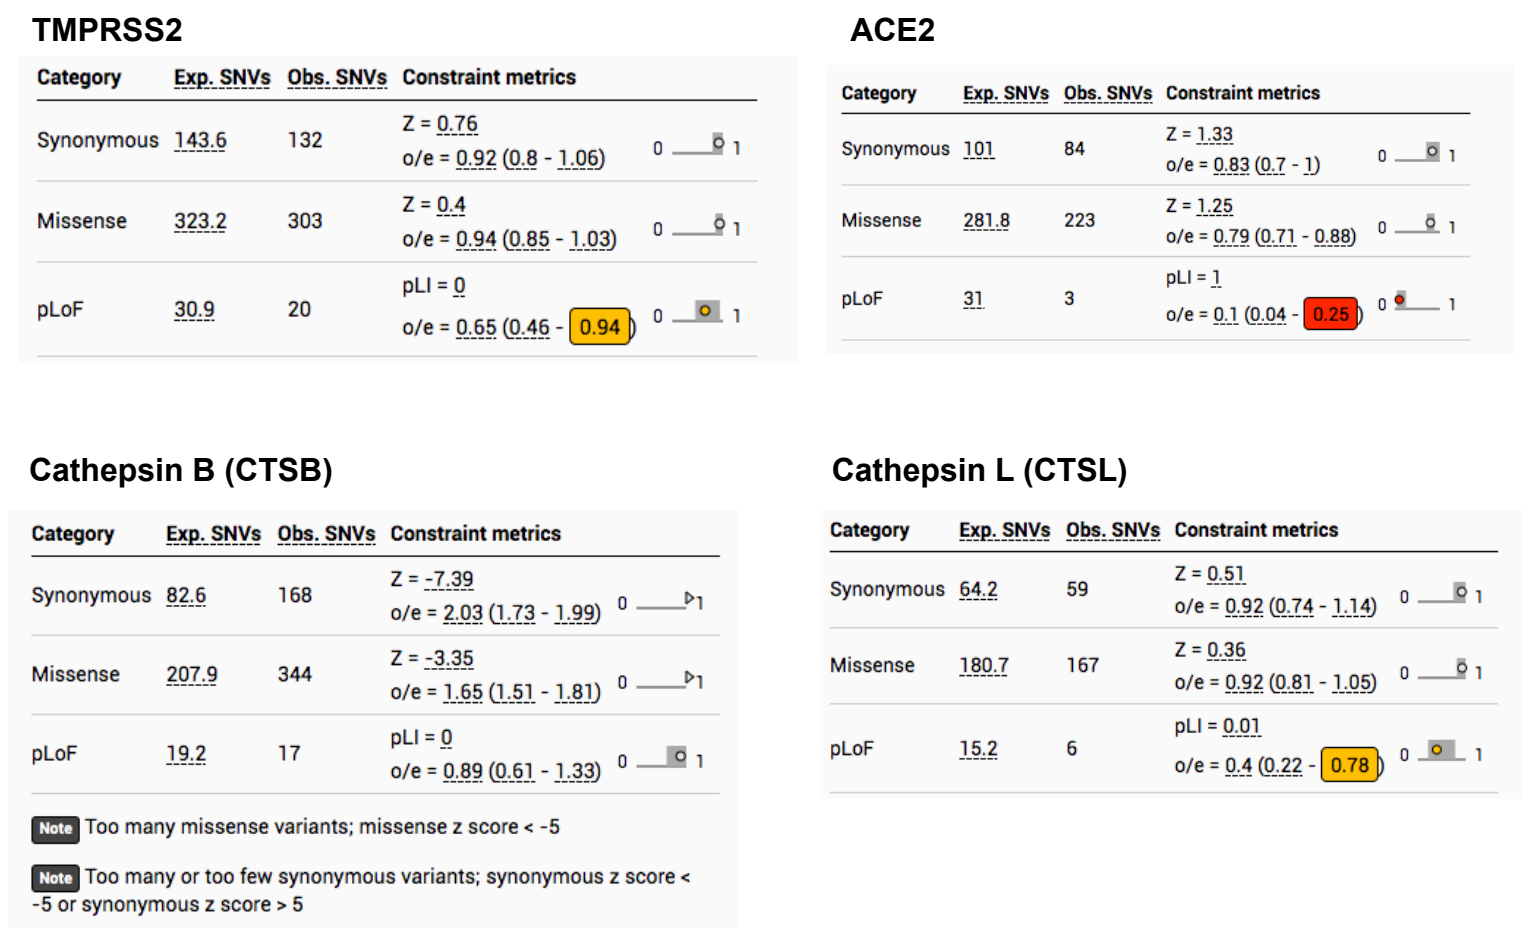 TMPRSS2
Category Exp. SNVs Obs. SNVs Constraint metrics
Synonymous 143.6 132 Z = 0.76
o/e = 0.92 (0.8 - 1.06) 0 1
Missense 323.2 303 Z = 0.4
o/e = 0.94 (0.85 - 1.03) 0 1
pLoF 30.9 20 pLI = 0
o/e = 0.65 (0.46 - 0.94) 0 1
ACE2
Category Exp. SNVs Obs. SNVs Constraint metrics
Synonymous 101 84 Z = 1.33
o/e = 0.83 (0.7 - 1) 0 1
Missense 281.8 223 Z = 1.25
o/e = 0.79 (0.71 - 0.88) 0 1
pLoF 31 3 pLI = 1
o/e = 0.1 (0.04 - 0.25) 0 1
Cathepsin B (CTSB)
Category Exp. SNVs Obs. SNVs Constraint metrics
Synonymous 82.6 168 Z = -7.39
o/e = 2.03 (1.73 - 1.99) 0 1
Missense 207.9 344 Z = -3.35
o/e = 1.65 (1.51 - 1.81) 0 1
pLoF 19.2 17 pLI = 0
o/e = 0.89 (0.61 - 1.33) 0 1
Note Too many missense variants; missense z score < -5
Note Too many or too few synonymous variants; synonymous z score <
-5 or synonymous z score > 5
Cathepsin L (CTSL)
Category Exp. SNVs Obs. SNVs Constraint metrics
Synonymous 64.2 59 Z = 0.51
o/e = 0.92 (0.74 - 1.14) 0 1
Missense 180.7 167 Z = 0.36
o/e = 0.92 (0.81 - 1.05) 0 1
pLoF 15.2 6 pLI = 0.01
o/e = 0.4 (0.22 - 0.78) 0 1